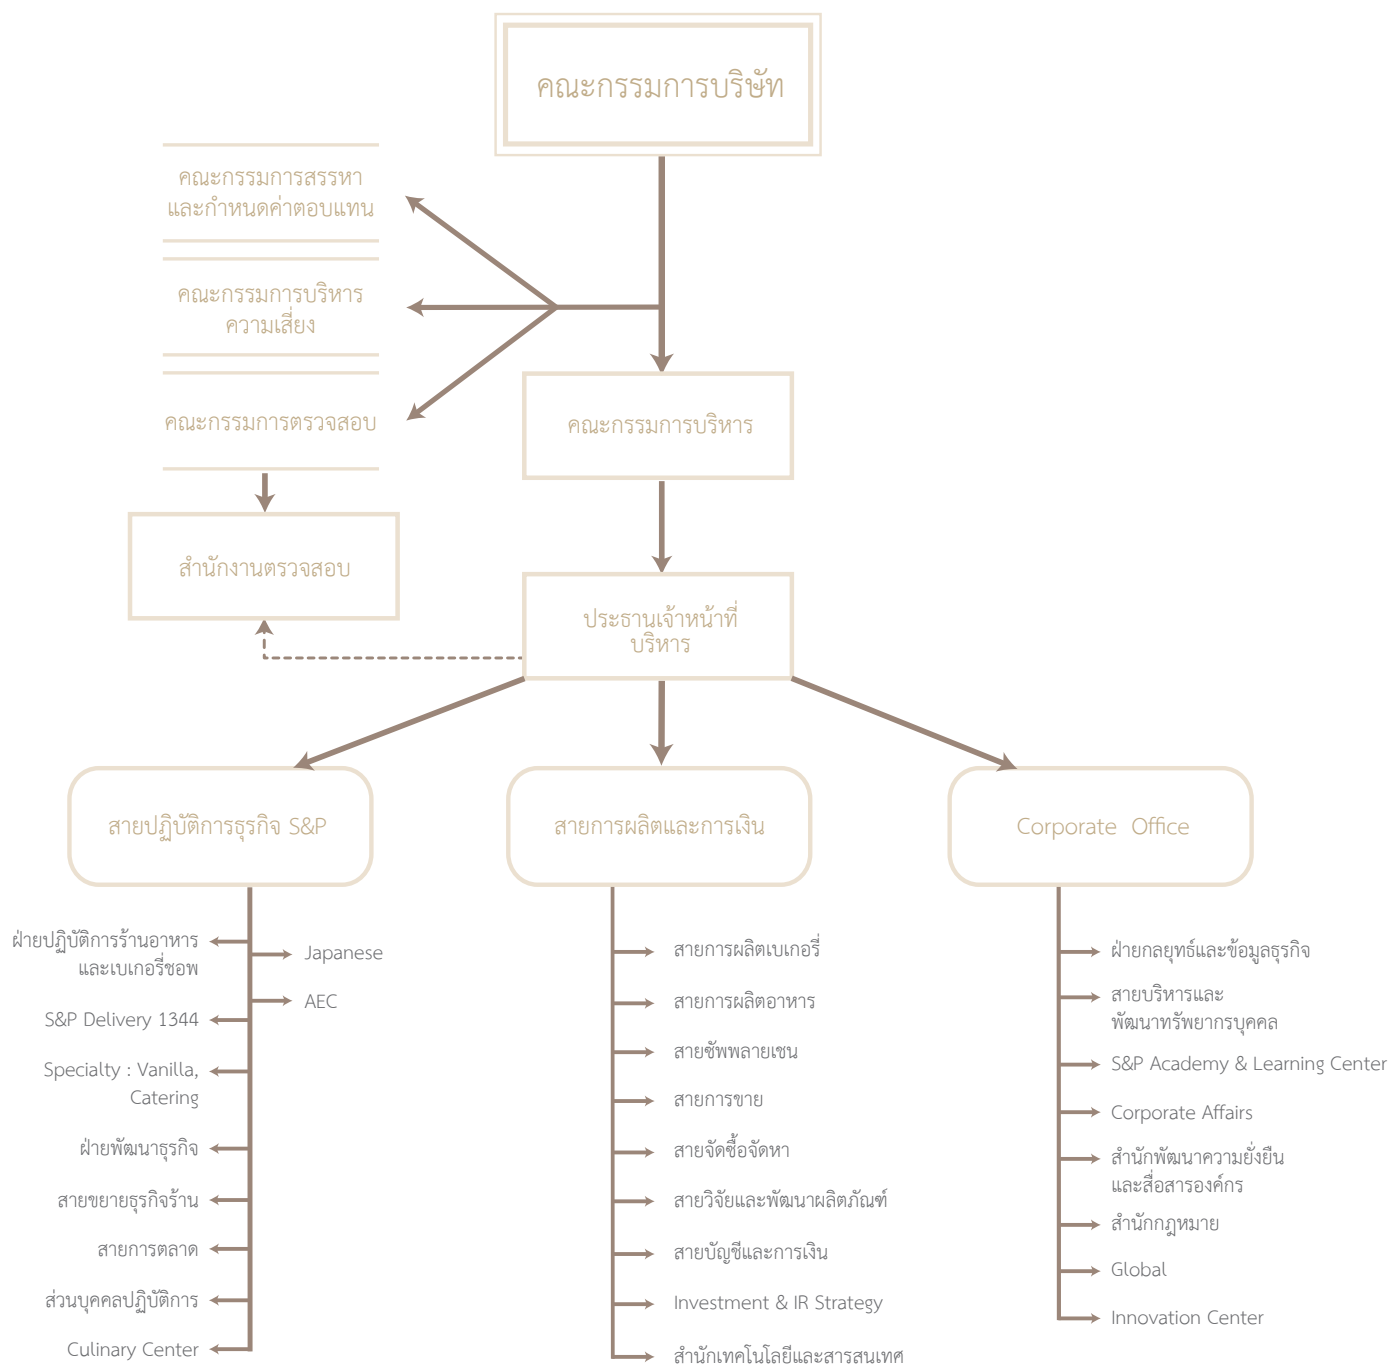 คณะกรรมการบริษัท
คณะกรรมการสรรหา
และกำหนดค่าตอบแทน
คณะกรรมการบริหาร
ความเสี่ยง
คณะกรรมการตรวจสอบ
คณะกรรมการบริหาร
สำนักงานตรวจสอบ
ประธานเจ้าหน้าที่
บริหาร
สายปฏิบัติการธุรกิจ S&P
สายการผลิตและการเงิน
Corporate Office
ฝ่ายปฏิบัติการร้านอาหาร
และเบเกอรี่ชอพ
S&P Delivery 1344
Specialty : Vanilla,
Catering
ฝ่ายพัฒนาธุรกิจ
สายขยายธุรกิจร้าน
สายการตลาด
ส่วนบุคคลปฏิบัติการ
Culinary Center
Japanese
AEC
สายการผลิตเบเกอรี่
สายการผลิตอาหาร
สายซัพพลายเชน
สายการขาย
สายจัดซื้อจัดหา
สายวิจัยและพัฒนาผลิตภัณฑ์
สายบัญชีและการเงิน
Investment & IR Strategy
สำนักเทคโนโลยีและสารสนเทศ
ฝ่ายกลยุทธ์และข้อมูลธุรกิจ
สายบริหารและ
พัฒนาทรัพยากรบุคคล
S&P Academy & Learning Center
Corporate Affairs
สำนักพัฒนาความยั่งยืน
และสื่อสารองค์กร
สำนักกฎหมาย
Global
Innovation Center